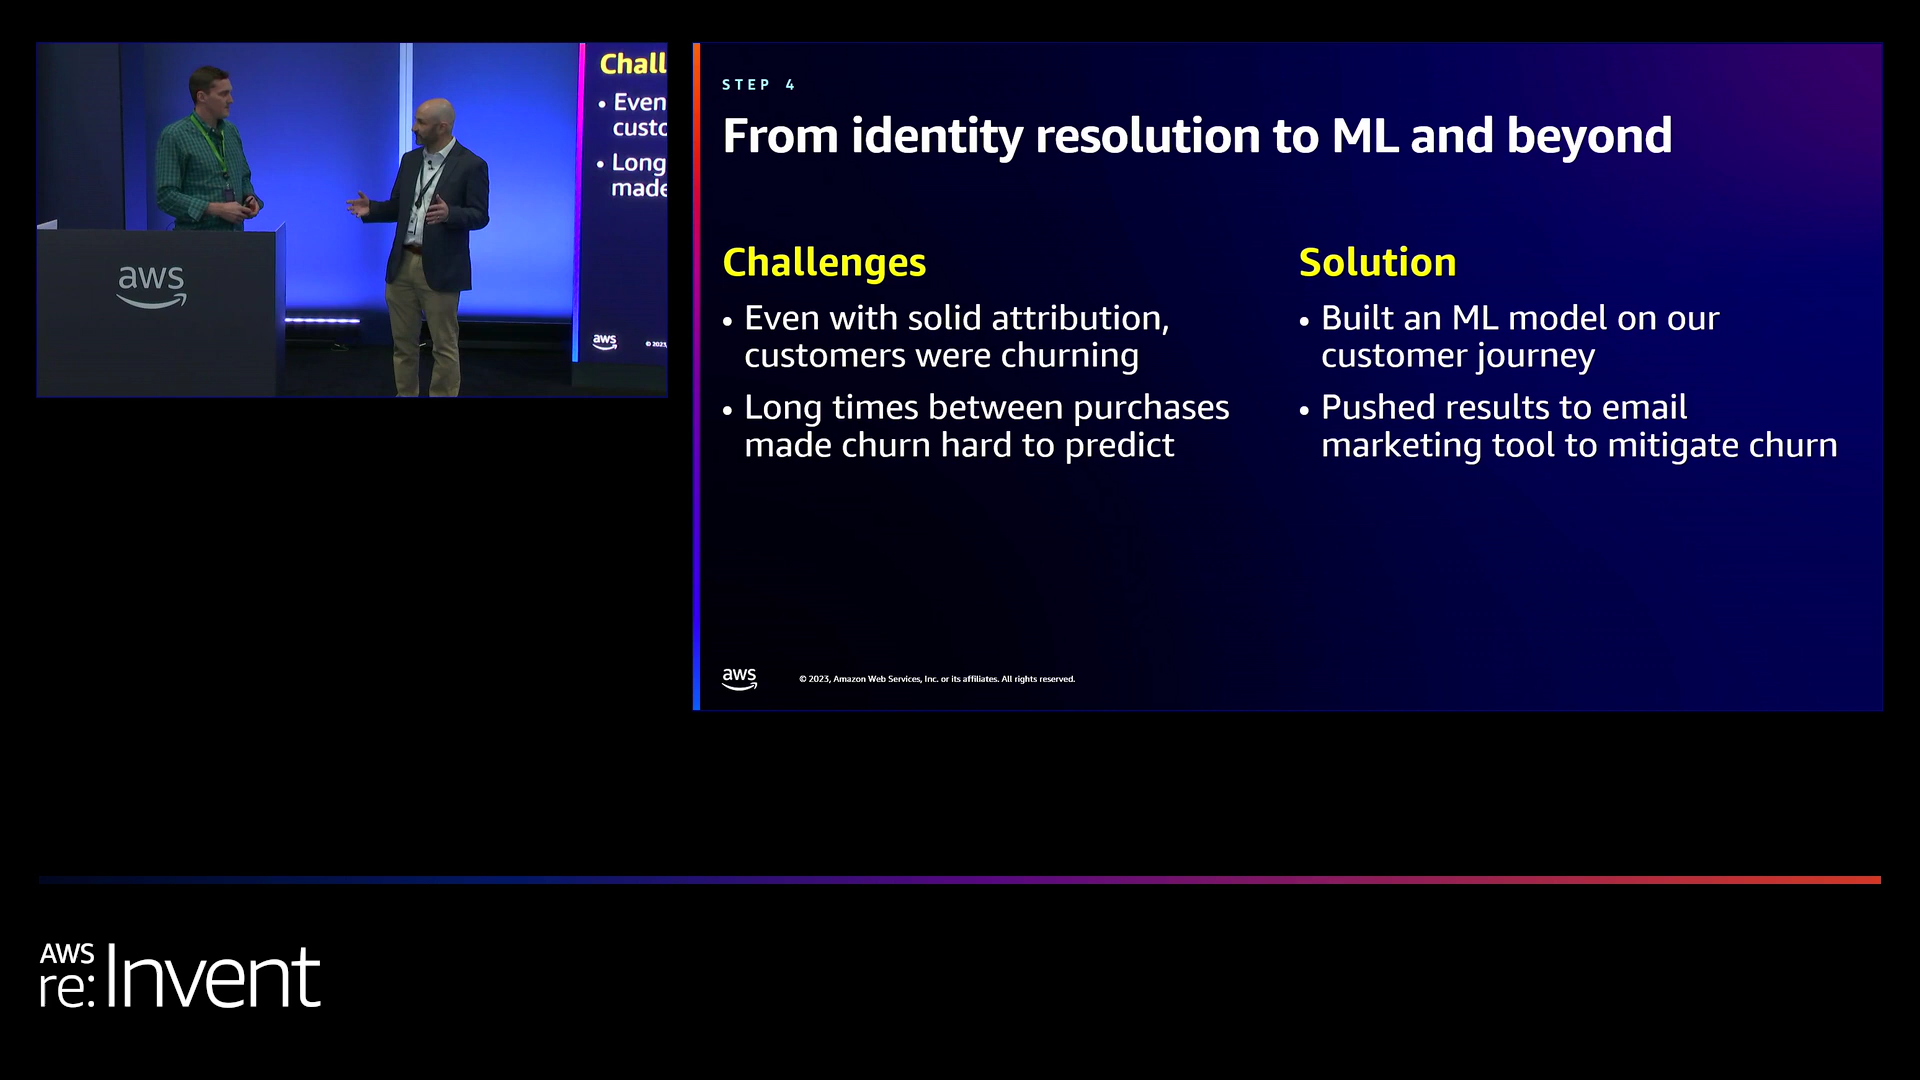 Chall
• Even
custo
• Long
made
aws
aws
© 2023,
STEP 4
From identity resolution to ML and beyond
Challenges
• Even with solid attribution,
customers were churning
• Long times between purchases
made churn hard to predict
Solution
• Built an ML model on our
customer journey
• Pushed results to email
marketing tool to mitigate churn
aws
© 2023, Amazon Web Services, Inc. or its affiliates. All rights reserved.
AWS
re:Invent